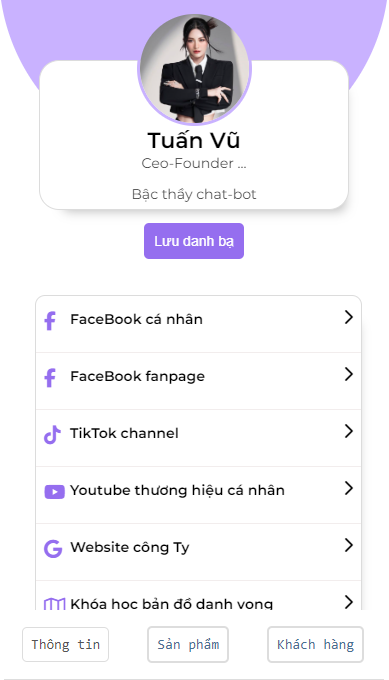 Tuấn Vũ
Ceo-Founder ...
Bậc thầy chat-bot
Lưu danh bạ
FaceBook cá nhân
FaceBook fanpage
TikTok channel
Youtube thương hiệu cá nhân
Website công Ty
Khóa học bản đồ danh vọng
Thông tin
Sản phẩm
Khách hàng